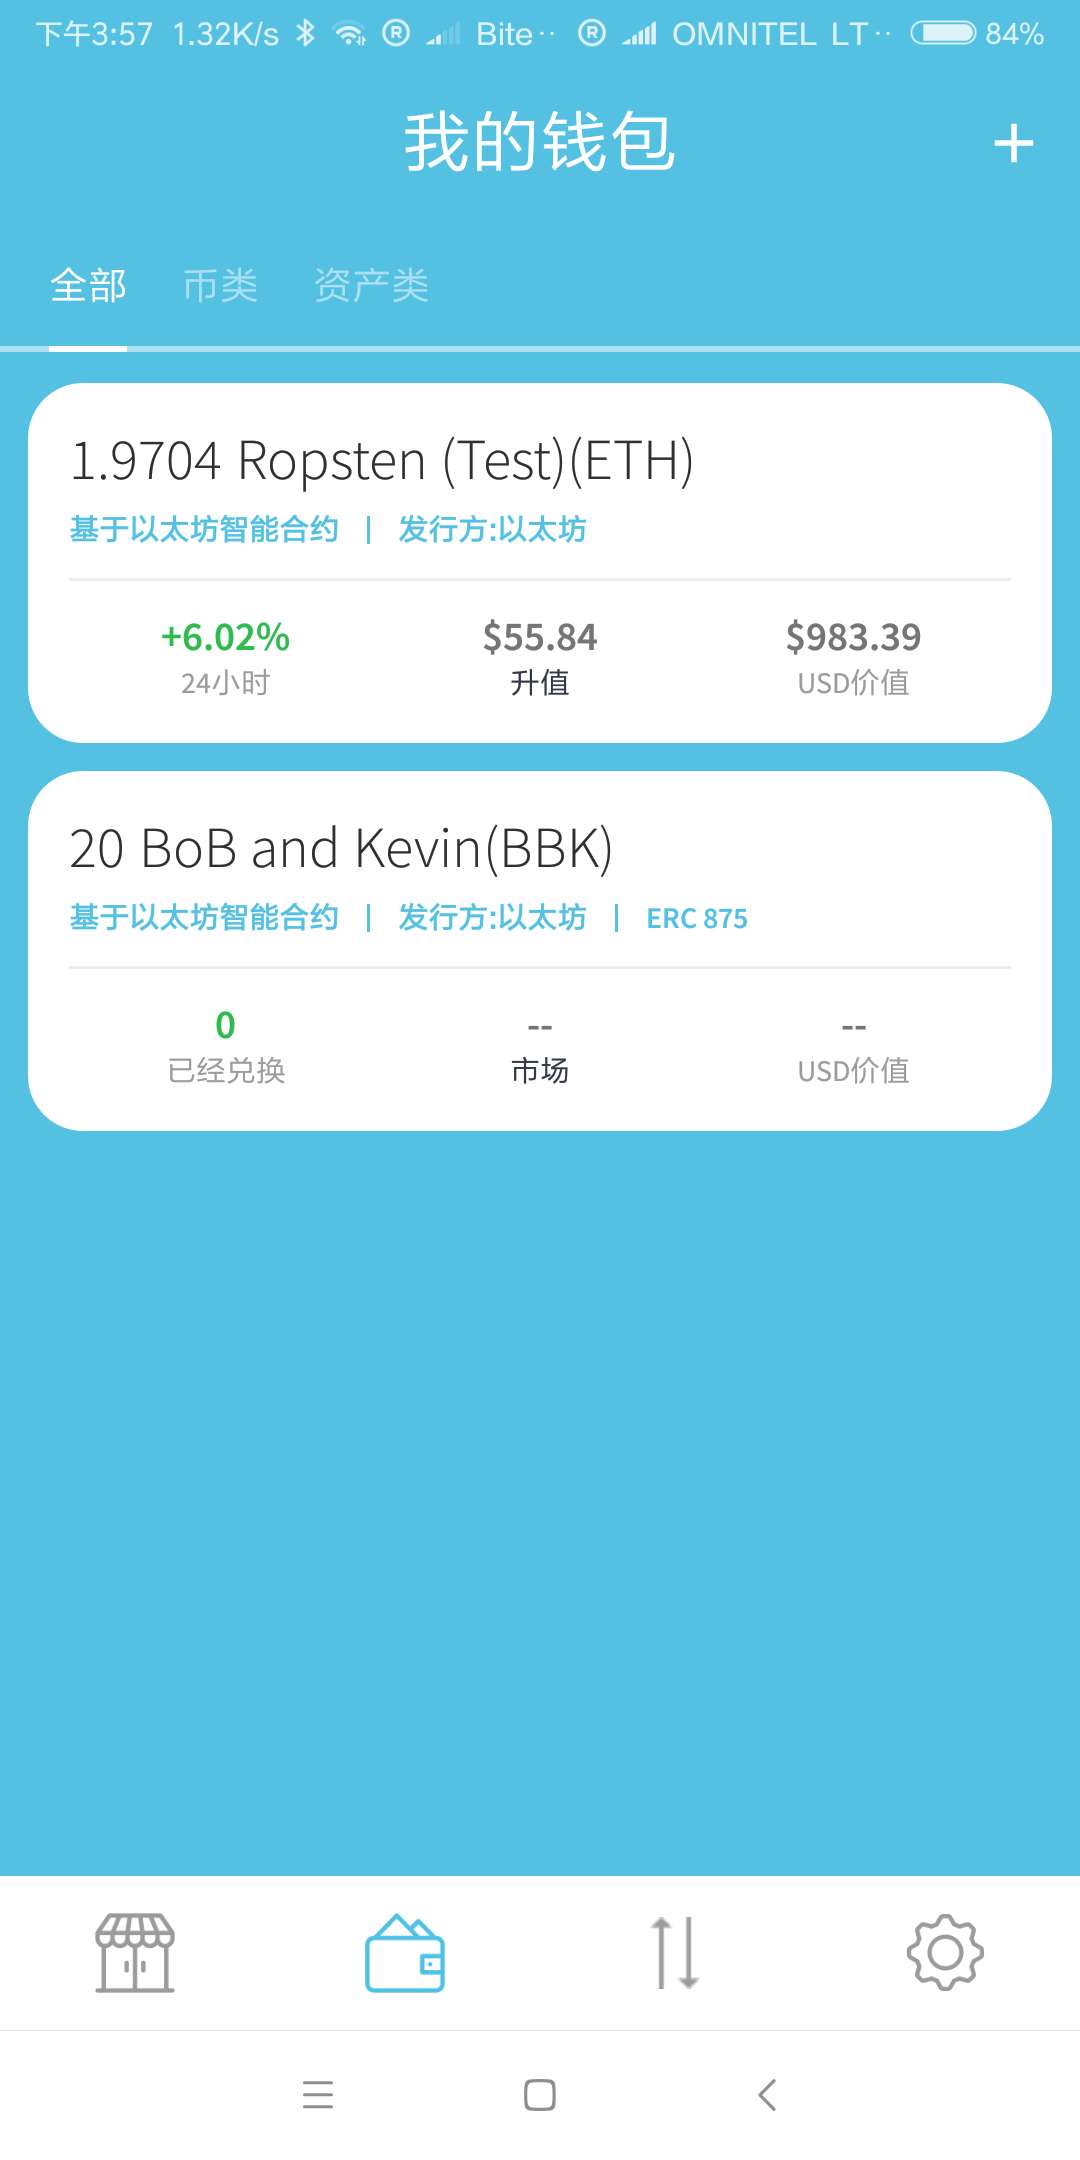 下午3:57 1.32K/s R Bite·· R OMNITEL LT·· 84%
我的钱包 +
全部 币类 资产类
1.9704 Ropsten (Test)(ETH)
基于以太坊智能合约 | 发行方:以太坊
+6.02% $55.84 $983.39
24小时 升值 USD价值
20 BoB and Kevin(BBK)
基于以太坊智能合约 | 发行方:以太坊 | ERC 875
0 -- --
已经兑换 市场 USD价值